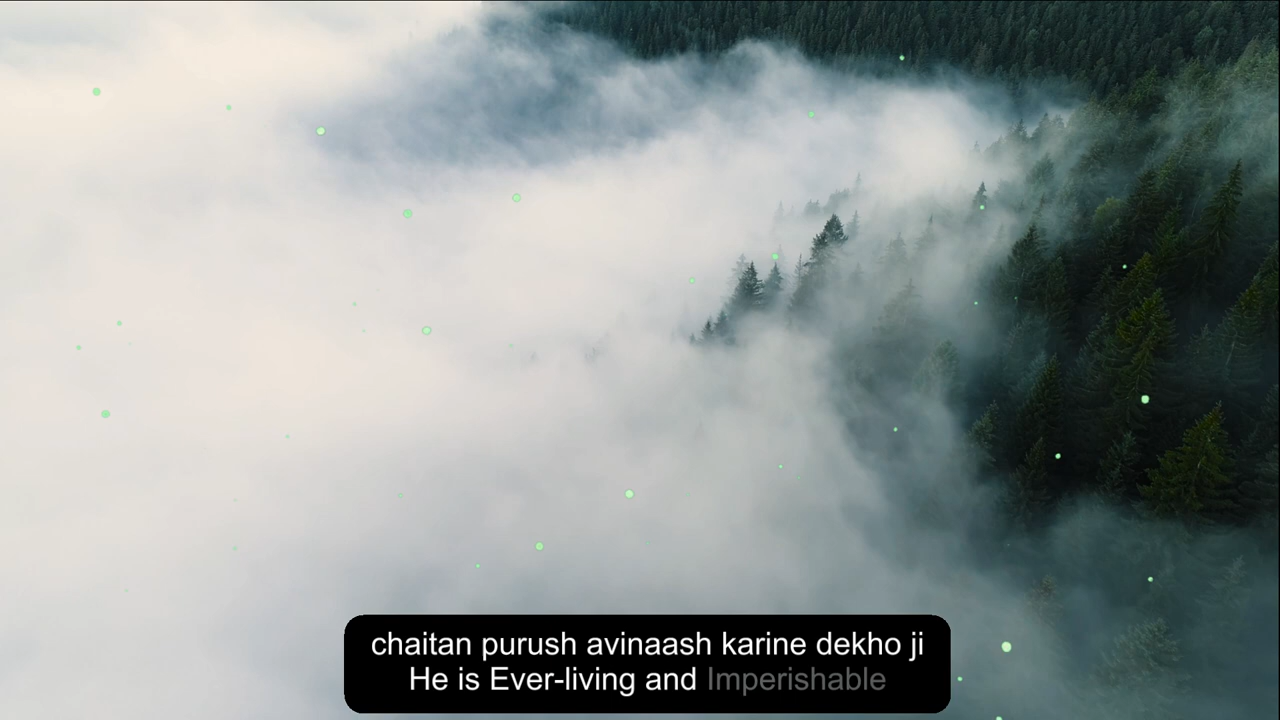 chaitan purush avinaash karine dekho ji
He is Ever-living and Imperishable